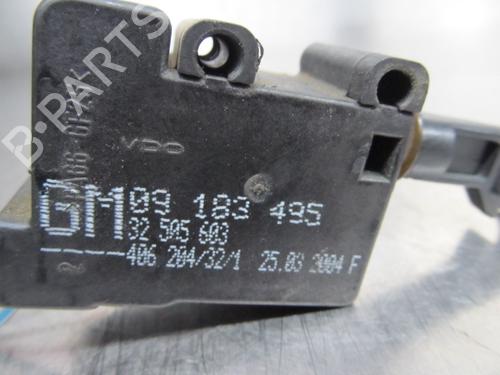 B-PARTS
VDO
GM 09 183 495
32 505 603
----406 204/32/1 25.03 2004 F